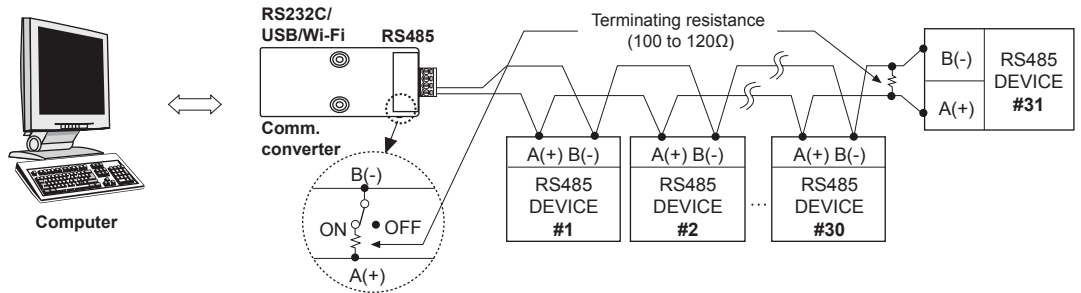 RS232C/
USB/Wi-Fi
RS485
Terminating resistance
(100 to 120Ω)
B(-)
A(+)
RS485
DEVICE
#31
Comm.
converter
Computer
B(-)
ON
OFF
A(+)
A(+) B(-)
RS485
DEVICE
#1
A(+) B(-)
RS485
DEVICE
#2
...
A(+) B(-)
RS485
DEVICE
#30